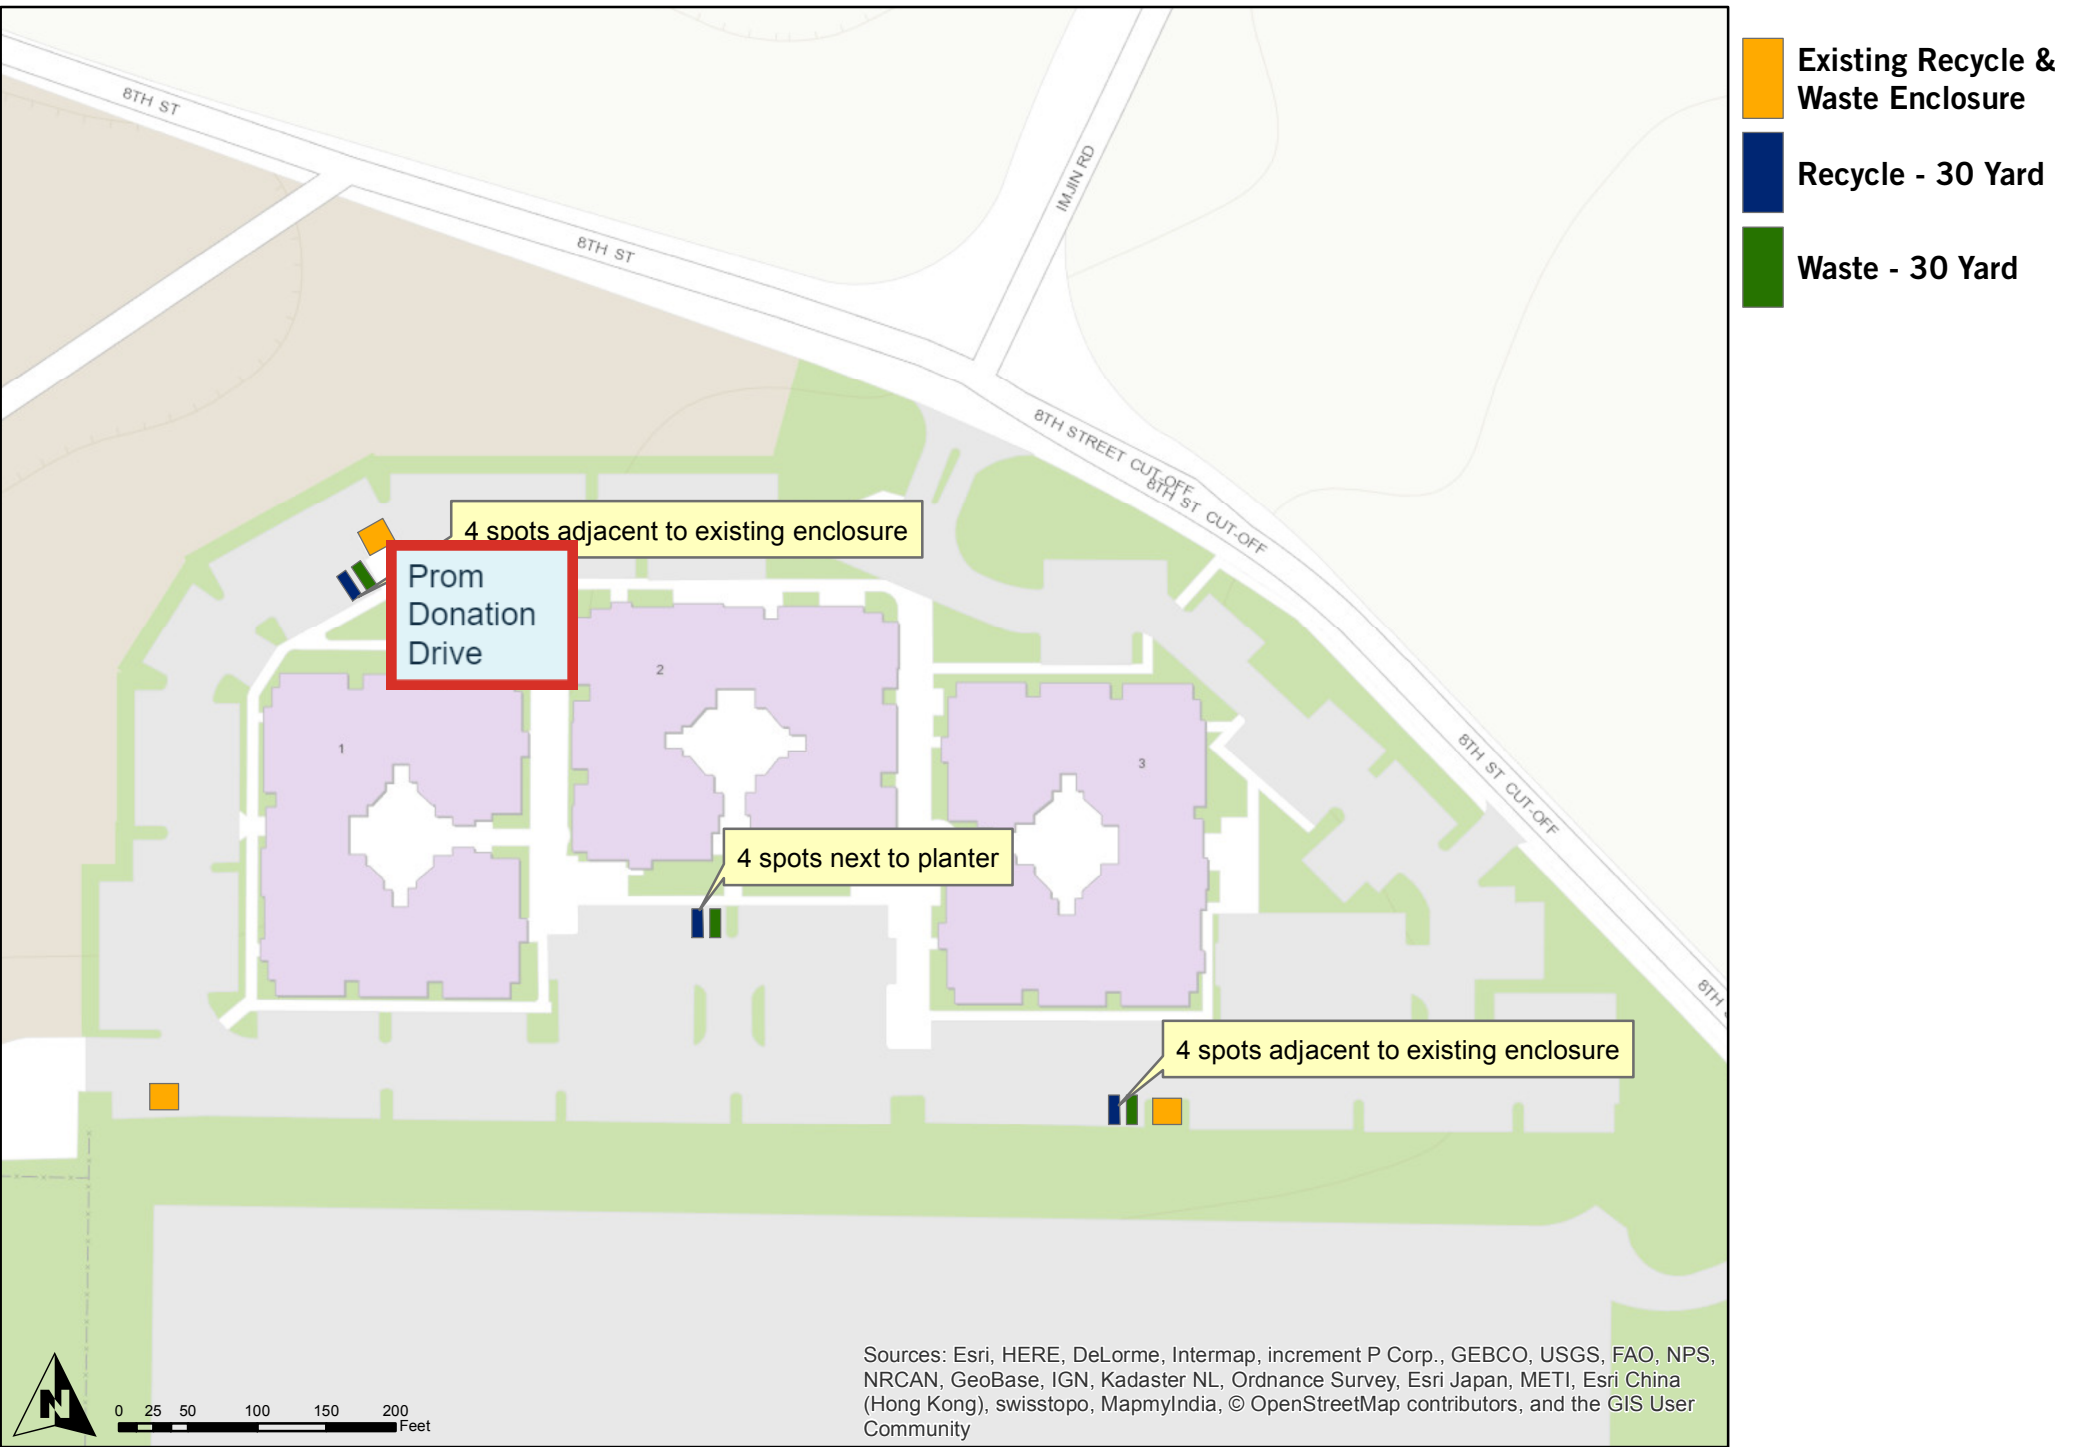 Existing Recycle &
Waste Enclosure
Recycle - 30 Yard
Waste - 30 Yard
8TH ST
8TH ST
IMJIN RD
8TH STREET CUT-OFF
8TH ST CUT-OFF
8TH ST CUT-OFF
8TH
4 spots adjacent to existing enclosure
Prom
Donation
Drive
1
2
3
4 spots next to planter
4 spots adjacent to existing enclosure
N
0 25 50 100 150 200
Feet
Sources: Esri, HERE, DeLorme, Intermap, increment P Corp., GEBCO, USGS, FAO, NPS,
NRCAN, GeoBase, IGN, Kadaster NL, Ordnance Survey, Esri Japan, METI, Esri China
(Hong Kong), swisstopo, MapmyIndia, © OpenStreetMap contributors, and the GIS User
Community